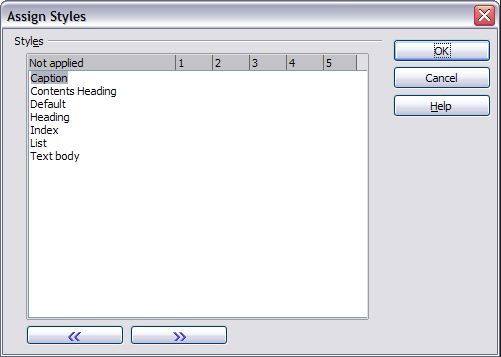 Assign Styles
Styles
Not applied 1 2 3 4 5
Caption
Contents Heading
Default
Heading
Index
List
Text body
OK
Cancel
Help